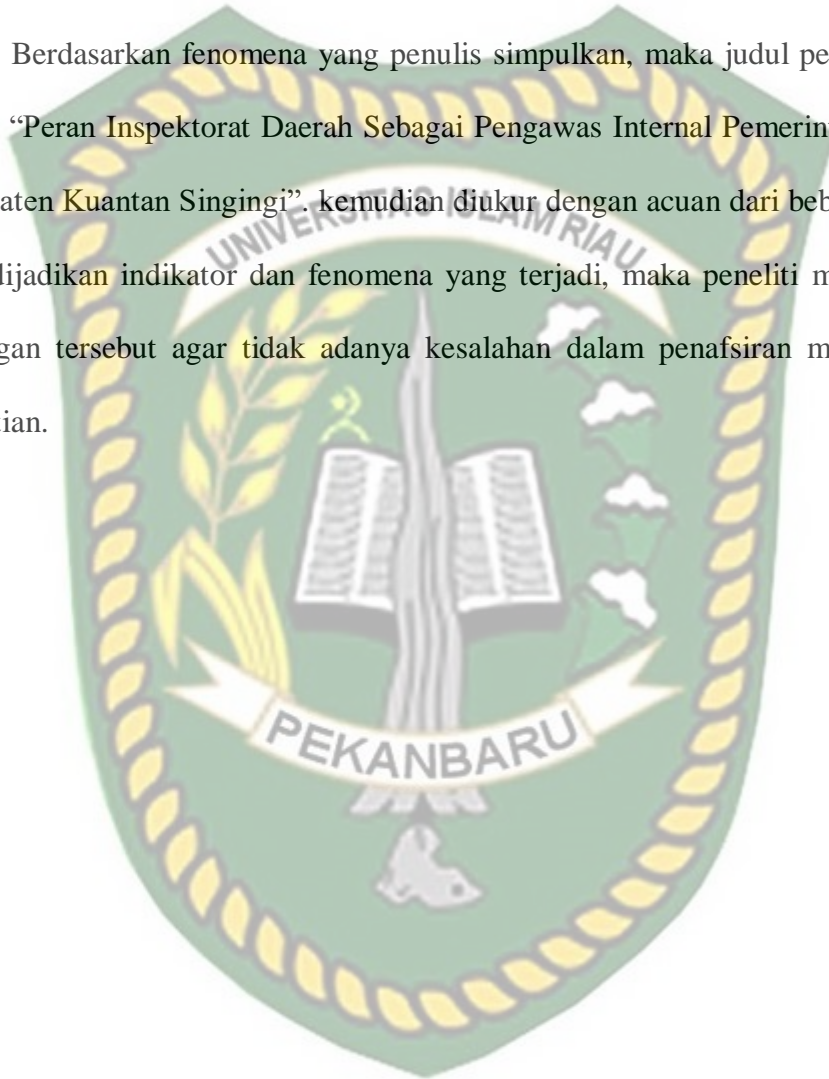 Berdasarkan fenomena yang penulis simpulkan, maka judul pe
“Peran Inspektorat Daerah Sebagai Pengawas Internal Pemerin
aten Kuantan Singingi”. kemudian diukur dengan acuan dari beb
dijadikan indikator dan fenomena yang terjadi, maka peneliti m
gan tersebut agar tidak adanya kesalahan dalam penafsiran m
ian.
UNIVERSITAS ISLAM RIAU
PEKANBARU